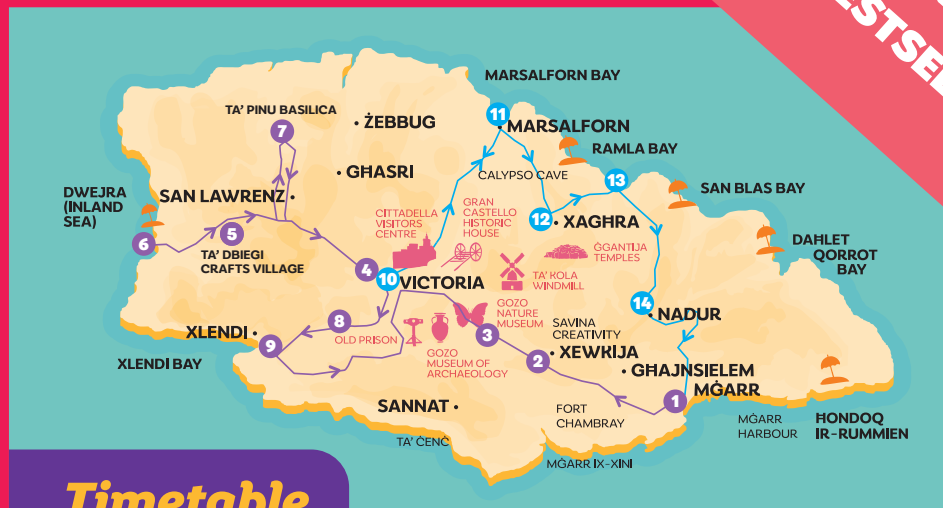 MARSALFORN BAY
TA' PINU BASILICA
7
• ŻEBBUG
11
• MARSALFORN
RAMLA BAY
• GHASRI
CALYPSO CAVE
13
SAN BLAS BAY
DWEJRA
(INLAND
SEA)
SAN LAWRENZ •
6
5
TA' DBIEGI
CRAFTS VILLAGE
CITTADELLA
VISITORS
CENTRE
GRAN
CASTELLO
HISTORIC
HOUSE
12
• XAGĦRA
ĠGANTIJA
TEMPLES
DAĦLET
QORROT
BAY
4
10
VICTORIA
TA' KOLA
WINDMILL
14
• NADUR
8
OLD PRISON
GOZO
NATURE
MUSEUM
3
SAVINA
CREATIVITY
XLENDI •
9
XLENDI BAY
GOZO
MUSEUM OF
ARCHAEOLOGY
2
• XEWKIJA
• GHAJNSIELEM
MĠARR
1
SANNAT •
FORT
CHAMBRAY
MĠARR
HARBOUR
ĦONDOQ
IR-RUMMIEN
TA' ĊENĊ
MĠARR IX-XINI
Timetable